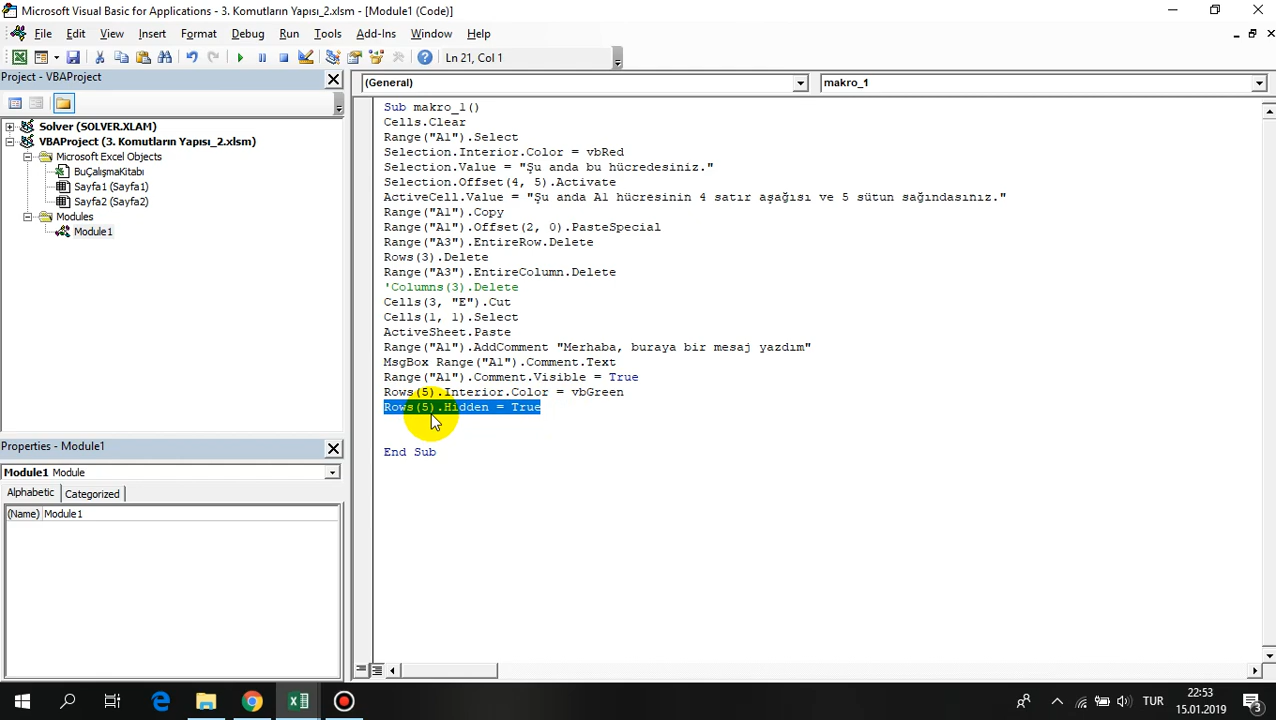 Microsoft Visual Basic for Applications - 3. Komutların Yapısı_2.xlsm - [Module1 (Code)]
File Edit View Insert Format Debug Run Tools Add-Ins Window Help
Ln 21, Col 1
Project - VBAProject
Solver (SOLVER.XLAM)
VBAProject (3. Komutların Yapısı_2.xlsm)
Microsoft Excel Objects
BuÇalışmaKitabı
Sayfa1 (Sayfa1)
Sayfa2 (Sayfa2)
Modules
Module1
Properties - Module1
Module1 Module
Alphabetic Categorized
(Name) Module1
(General) makro_1
Sub makro_1()
Cells.Clear
Range("A1").Select
Selection.Interior.Color = vbRed
Selection.Value = "Şu anda bu hücredesiniz."
Selection.Offset(4, 5).Activate
ActiveCell.Value = "Şu anda A1 hücresinin 4 satır aşağısı ve 5 sütun sağındasınız."
Range("A1").Copy
Range("A1").Offset(2, 0).PasteSpecial
Range("A3").EntireRow.Delete
Rows(3).Delete
Range("A3").EntireColumn.Delete
'Columns(3).Delete
Cells(3, "E").Cut
Cells(1, 1).Select
ActiveSheet.Paste
Range("A1").AddComment "Merhaba, buraya bir mesaj yazdım"
MsgBox Range("A1").Comment.Text
Range("A1").Comment.Visible = True
Rows(5).Interior.Color = vbGreen
Rows(5).Hidden = True
End Sub
TUR
22:53
15.01.2019
3